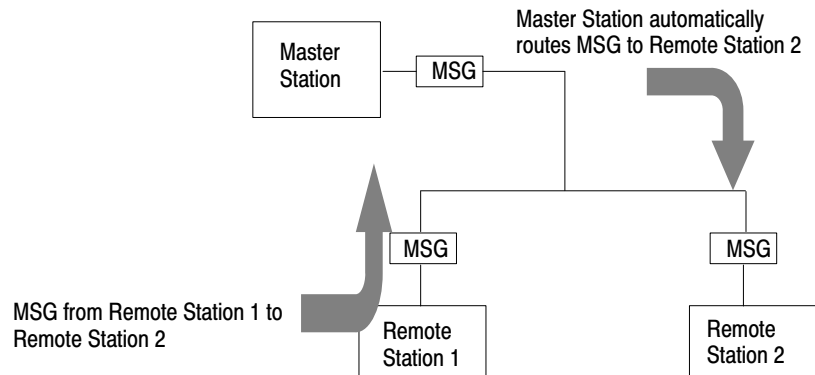 Master Station automatically
routes MSG to Remote Station 2
Master
Station
MSG
MSG
MSG
MSG from Remote Station 1 to
Remote Station 2
Remote
Station 1
Remote
Station 2